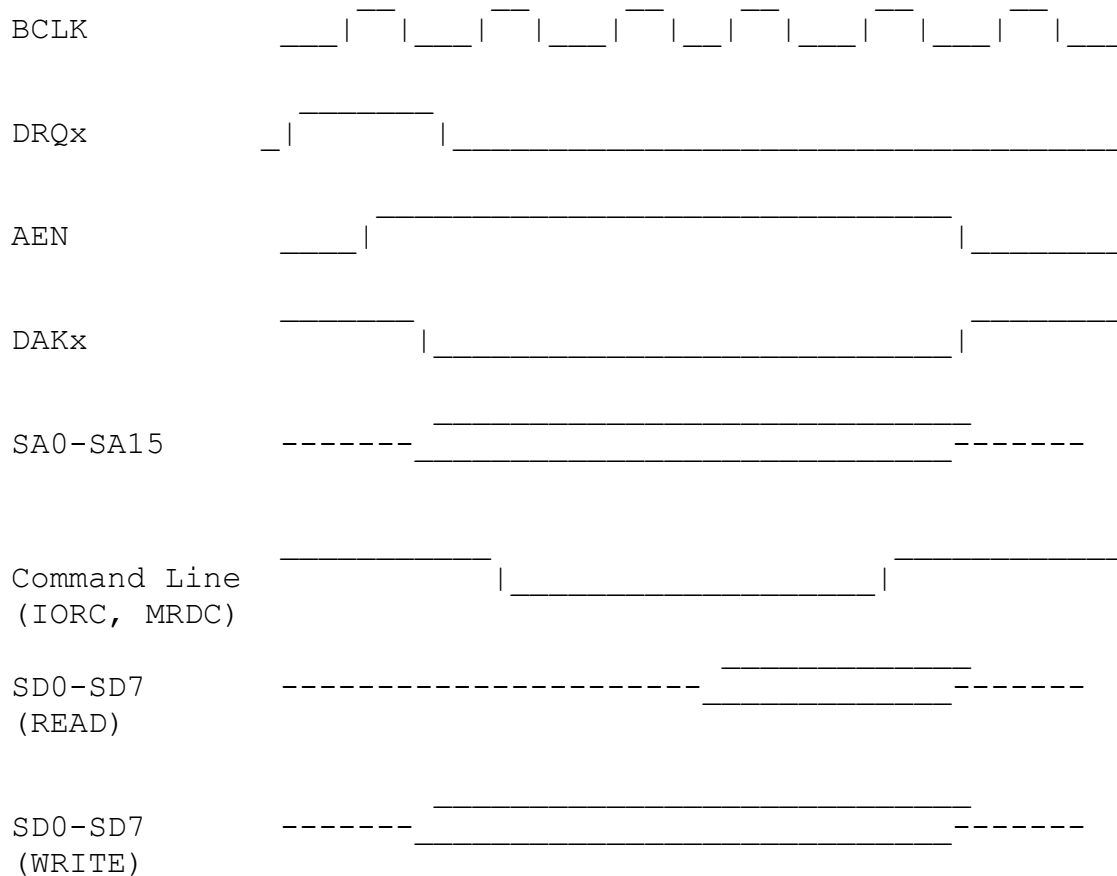 BCLK
DRQx
AEN
DAKx
SA0-SA15
Command Line
(IORC, MRDC)
SD0-SD7
(READ)
SD0-SD7
(WRITE)